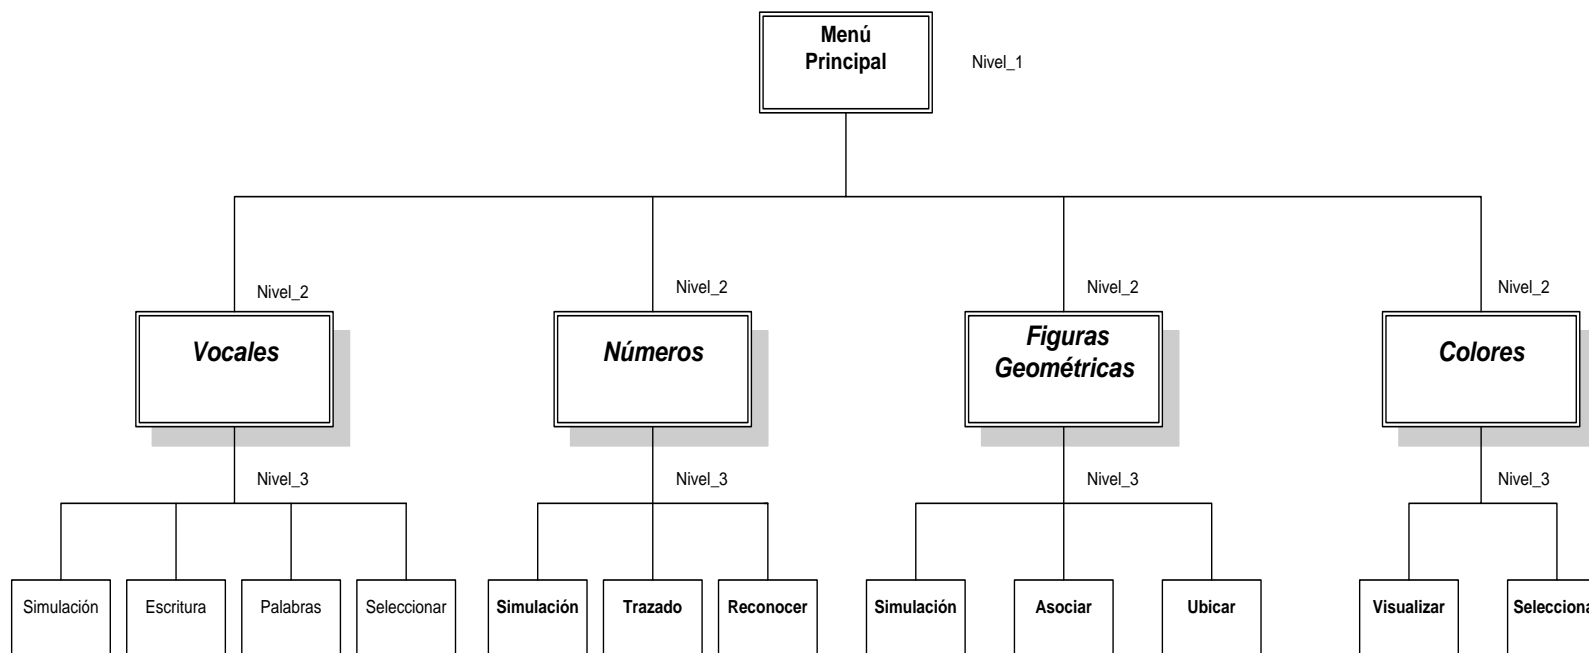 Menú
Principal
Nivel_1
Nivel_2
Nivel_2
Nivel_2
Nivel_2
Vocales
Números
Figuras
Geométricas
Colores
Nivel_3
Nivel_3
Nivel_3
Nivel_3
Simulación
Escritura
Palabras
Seleccionar
Simulación
Trazado
Reconocer
Simulación
Asociar
Ubicar
Visualizar
Selecciona